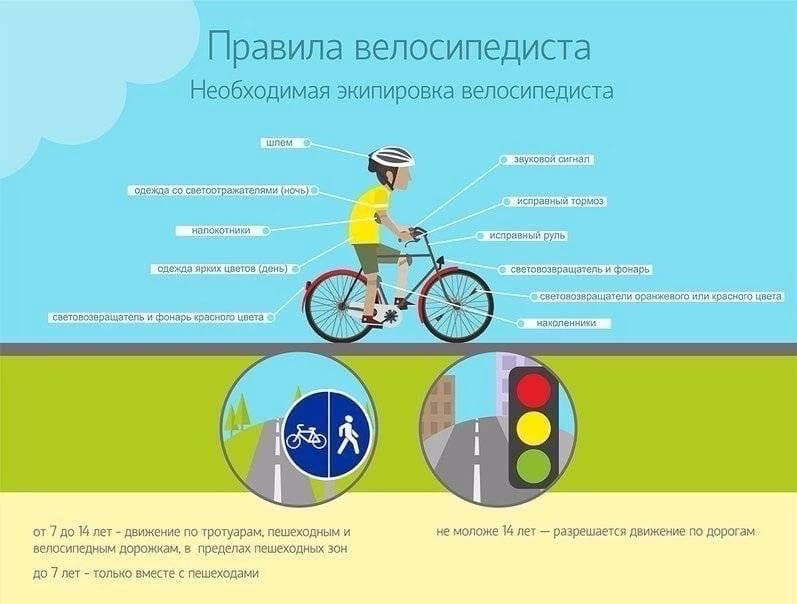 Правила велосипедиста
Необходимая экипировка велосипедиста
шлем
звуковой сигнал
одежда со светоотражателями (ночь)
исправный тормоз
налокотники
исправный руль
одежда ярких цветов (день)
световозвращатель и фонарь
световозвращатели оранжевого или красного цвета
световозвращатель и фонарь красного цвета
наколенники
от 7 до 14 лет - движение по тротуарам, пешеходным и
велосипедным дорожкам, в пределах пешеходных зон
до 7 лет - только вместе с пешеходами
не моложе 14 лет — разрешается движение по дорогам